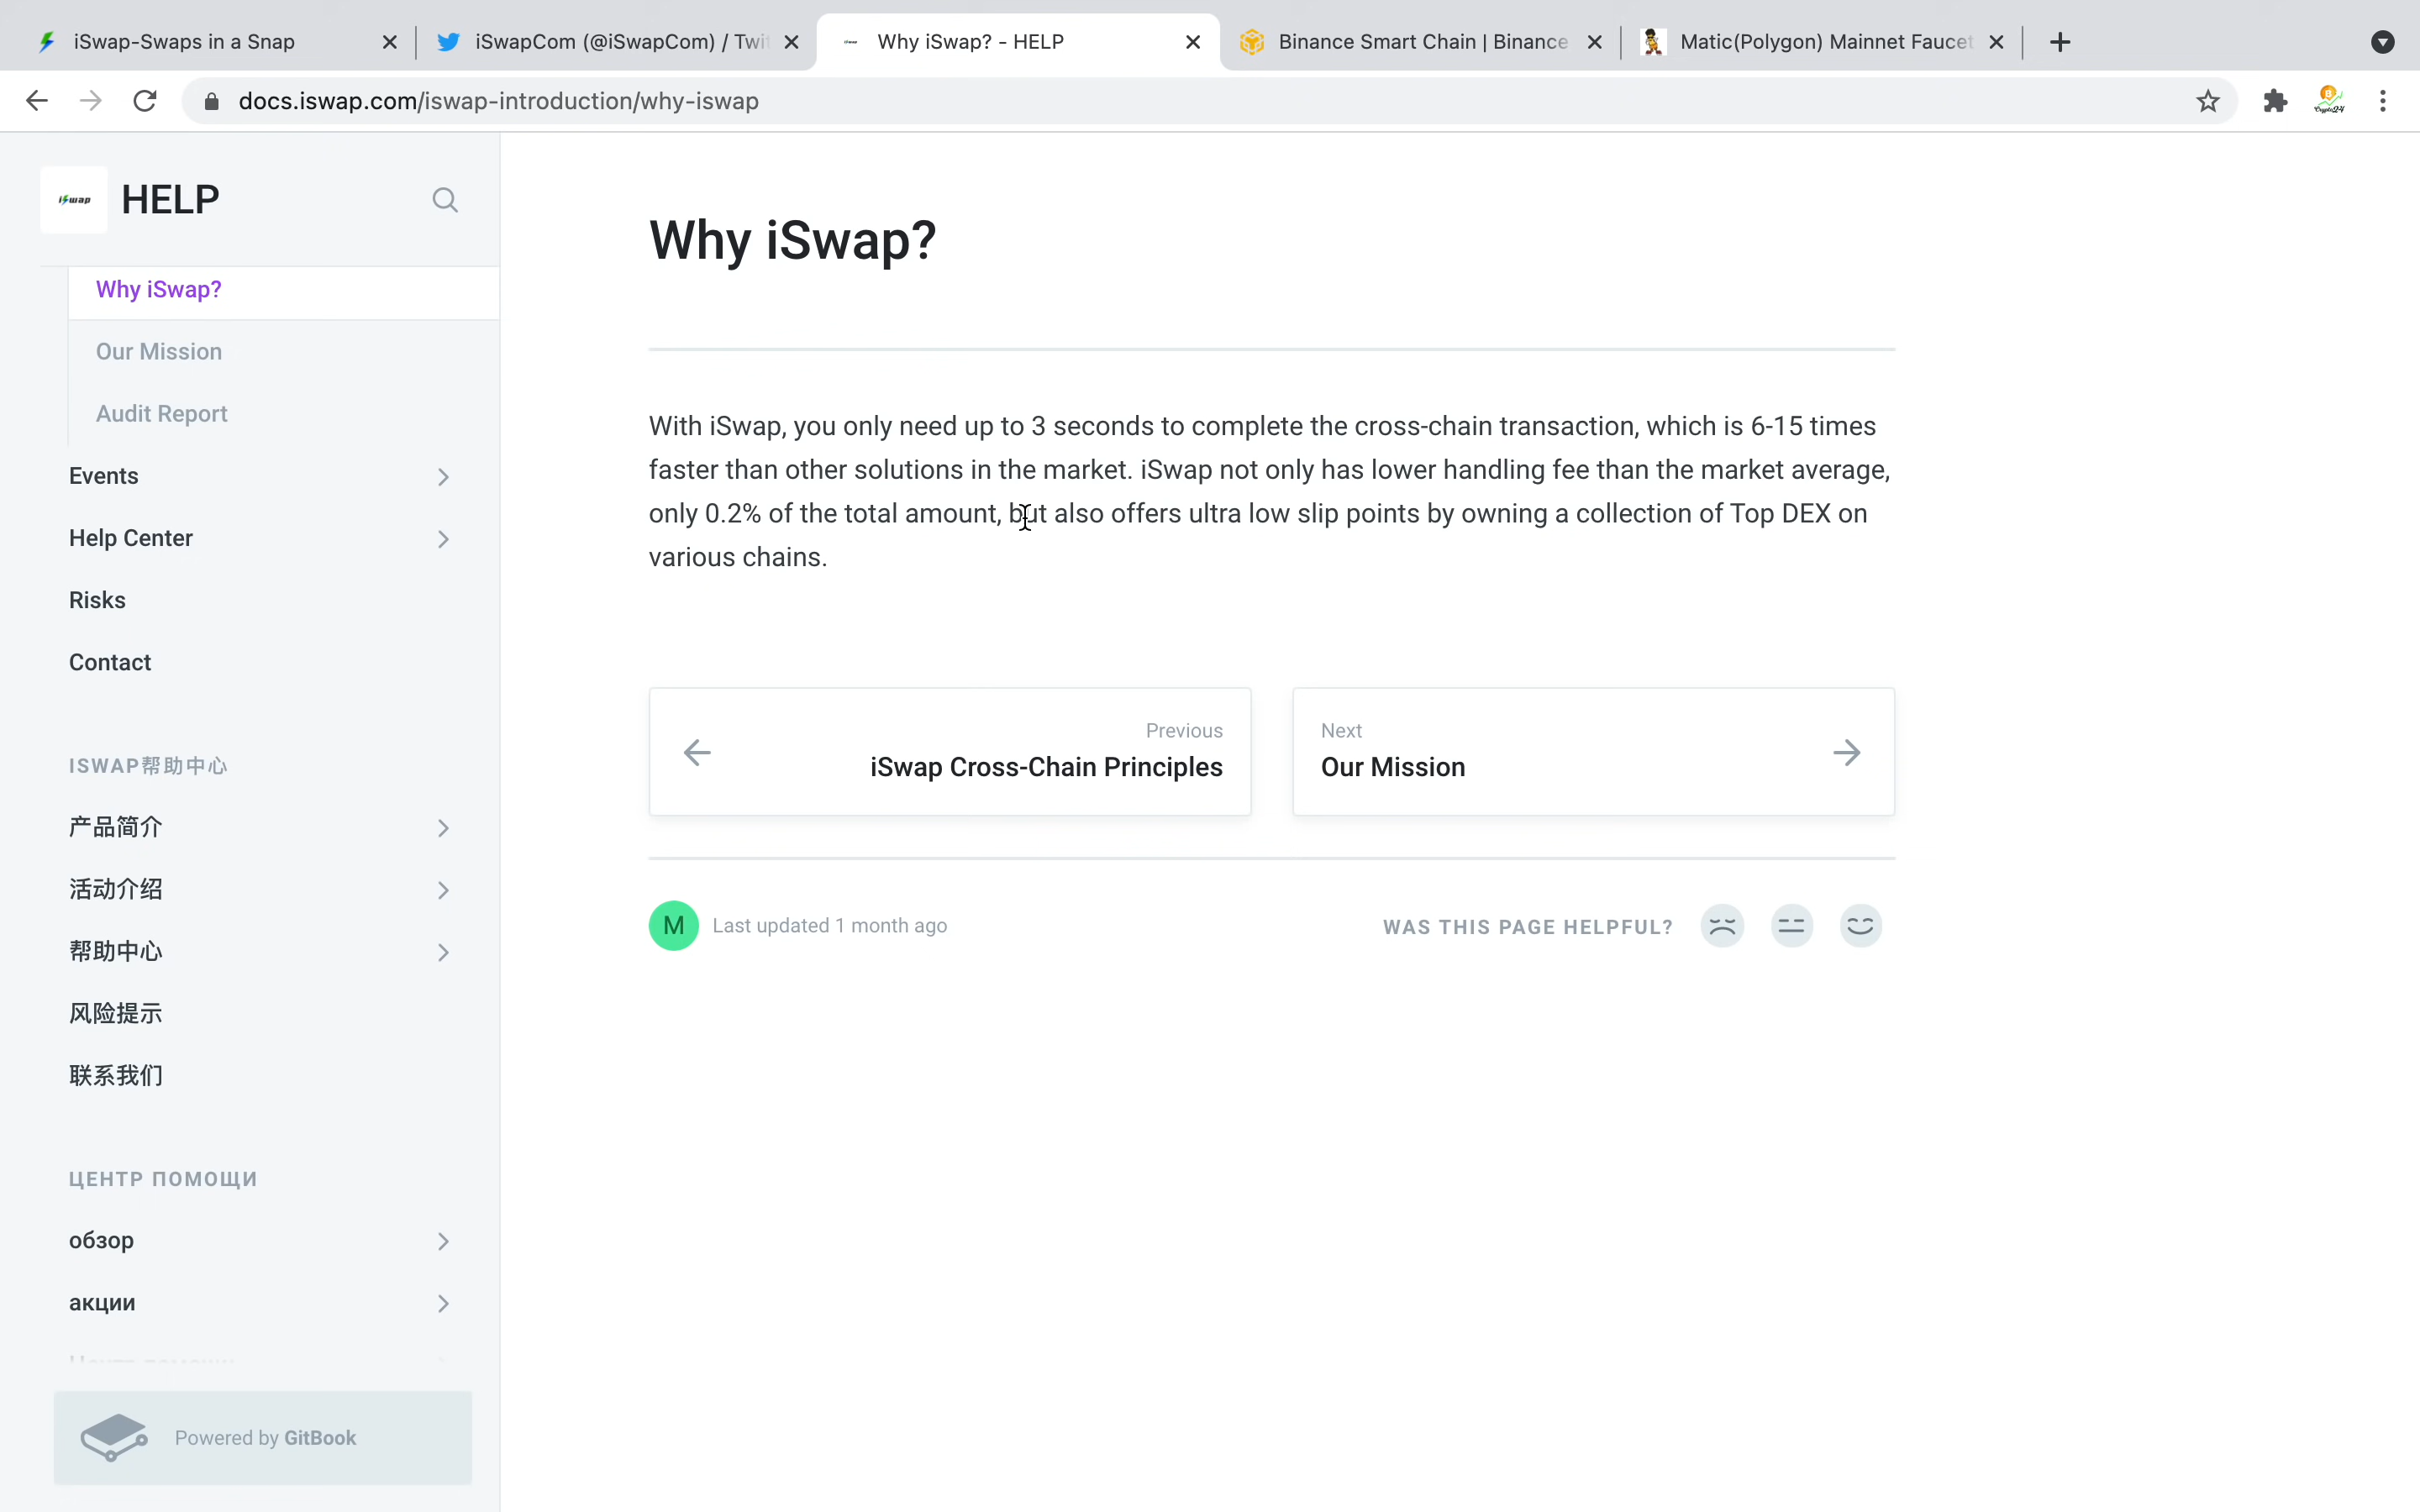 iSwap-Swaps in a Snap
iSwapCom (@iSwapCom) / Twi
Why iSwap? - HELP
Binance Smart Chain | Binance
Matic(Polygon) Mainnet Faucet
docs.iswap.com/iswap-introduction/why-iswap
iSwap
HELP
Why iSwap?
Our Mission
Audit Report
Events
Help Center
Risks
Contact
ISWAP帮助中心
产品简介
活动介绍
帮助中心
风险提示
联系我们
ЦЕНТР ПОМОЩИ
обзор
акции
Powered by GitBook
Why iSwap?
With iSwap, you only need up to 3 seconds to complete the cross-chain transaction, which is 6-15 times
faster than other solutions in the market. iSwap not only has lower handling fee than the market average,
only 0.2% of the total amount, but also offers ultra low slip points by owning a collection of Top DEX on
various chains.
Previous
iSwap Cross-Chain Principles
Next
Our Mission
M
Last updated 1 month ago
WAS THIS PAGE HELPFUL?